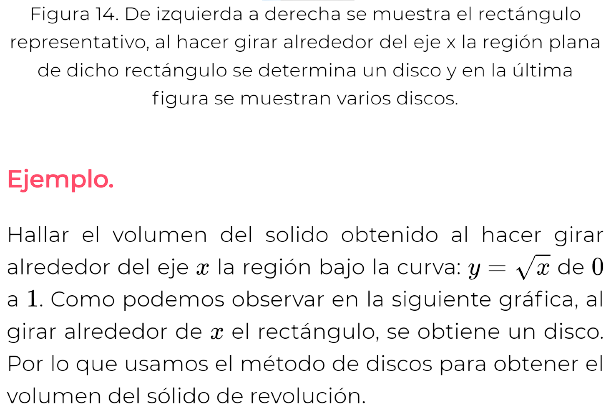 Figura 14. De izquierda a derecha se muestra el rectángulo
representativo, al hacer girar alrededor del eje x la región plana
de dicho rectángulo se determina un disco y en la última
figura se muestran varios discos.
Ejemplo.
Hallar el volumen del solido obtenido al hacer girar
alrededor del eje x la región bajo la curva: y = √x de 0
a 1. Como podemos observar en la siguiente gráfica, al
girar alrededor de x el rectángulo, se obtiene un disco.
Por lo que usamos el método de discos para obtener el
volumen del sólido de revolución.